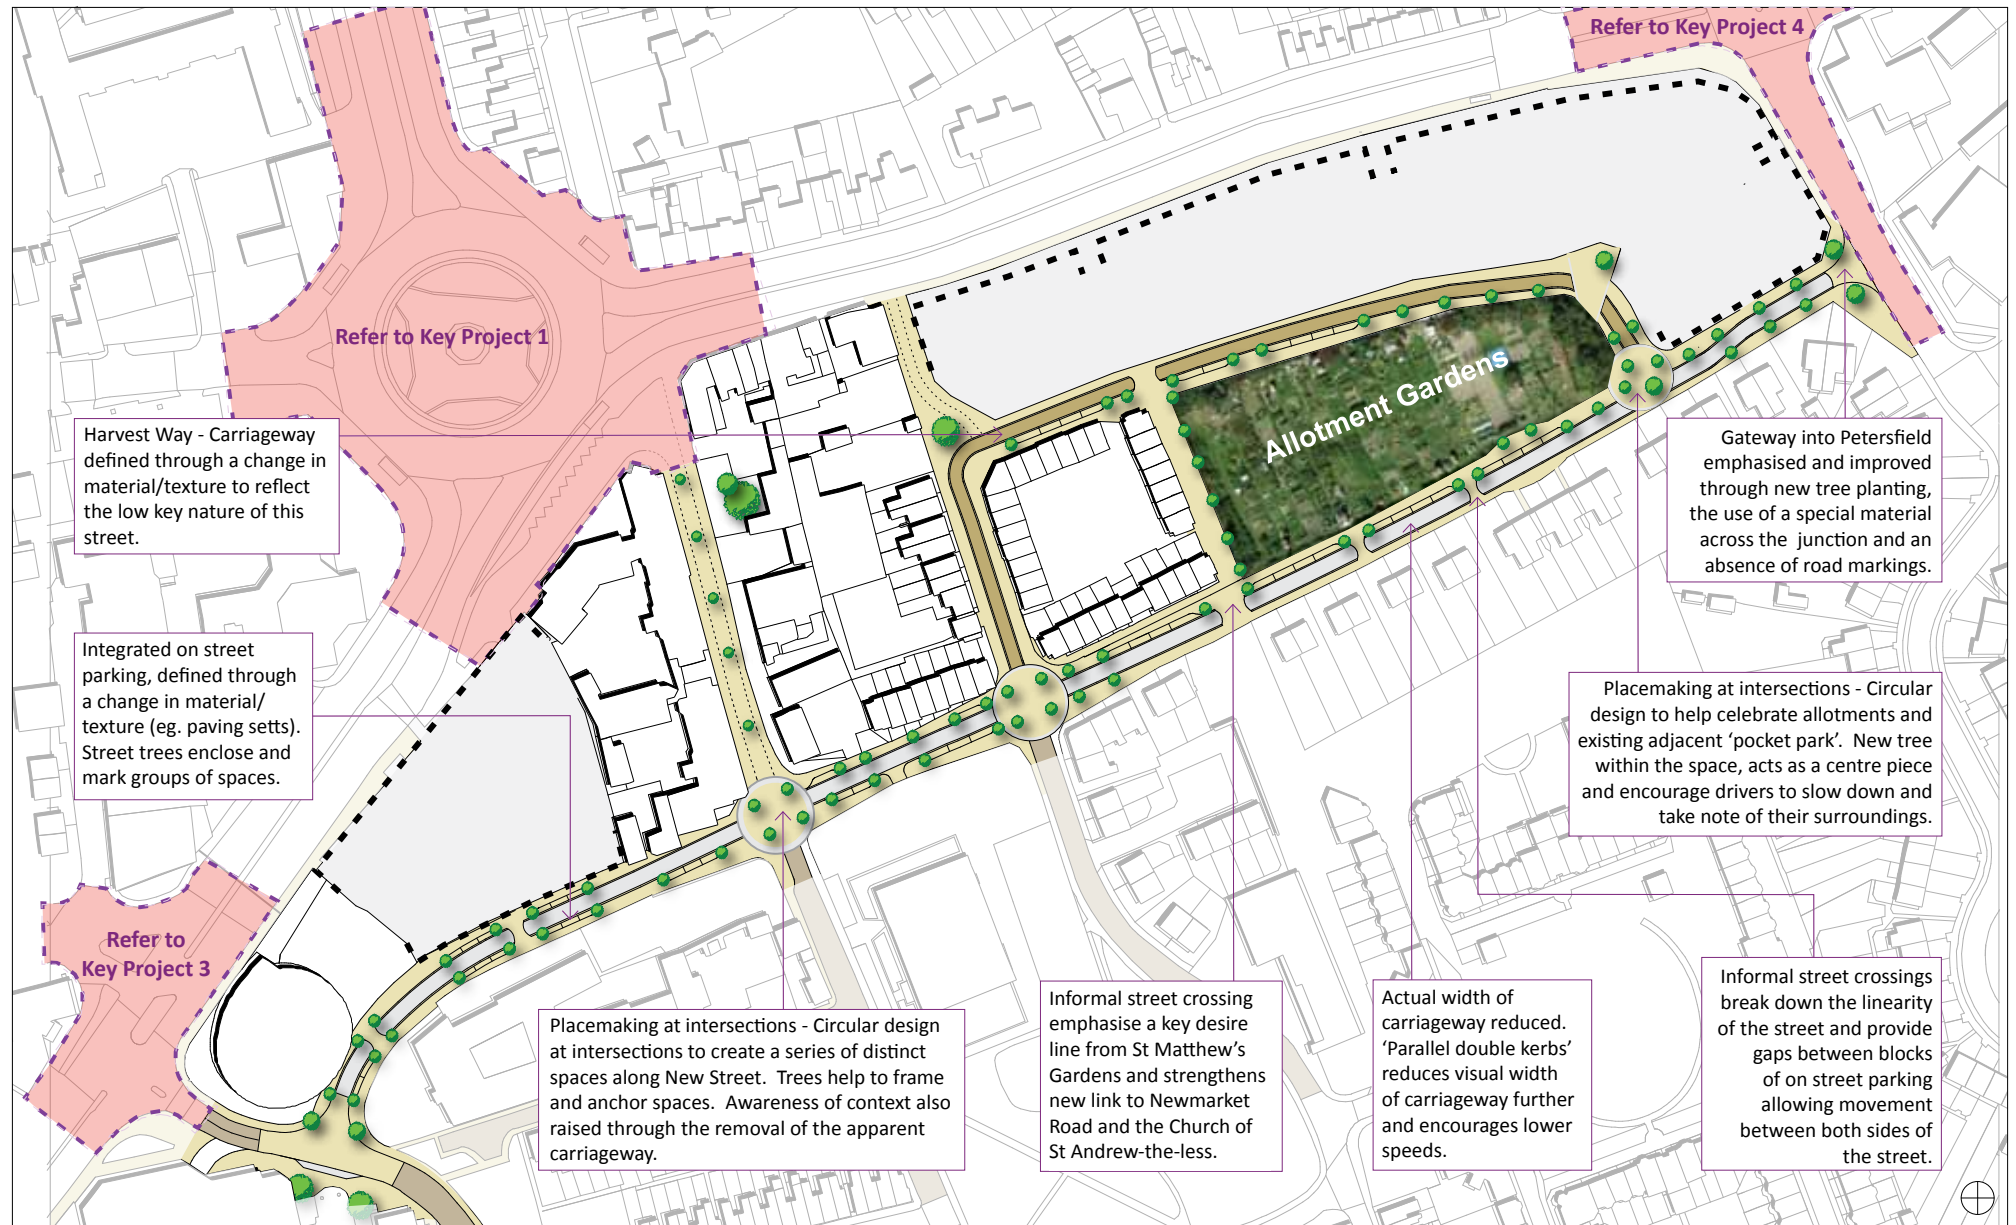 Refer to Key Project 4
Refer to Key Project 1
Allotment Gardens
Harvest Way - Carriageway
defined through a change in
material/texture to reflect
the low key nature of this
street.
Gateway into Petersfield
emphasised and improved
through new tree planting,
the use of a special material
across the junction and an
absence of road markings.
Integrated on street
parking, defined through
a change in material/
texture (eg. paving setts).
Street trees enclose and
mark groups of spaces.
Placemaking at intersections - Circular
design to help celebrate allotments and
existing adjacent ‘pocket park’. New tree
within the space, acts as a centre piece
and encourage drivers to slow down and
take note of their surroundings.
Refer to
Key Project 3
Placemaking at intersections - Circular design
at intersections to create a series of distinct
spaces along New Street. Trees help to frame
and anchor spaces. Awareness of context also
raised through the removal of the apparent
carriageway.
Informal street crossing
emphasise a key desire
line from St Matthew’s
Gardens and strengthens
new link to Newmarket
Road and the Church of
St Andrew-the-less.
Actual width of
carriageway reduced.
‘Parallel double kerbs’
reduces visual width
of carriageway further
and encourages lower
speeds.
Informal street crossings
break down the linearity
of the street and provide
gaps between blocks
of on street parking
allowing movement
between both sides of
the street.